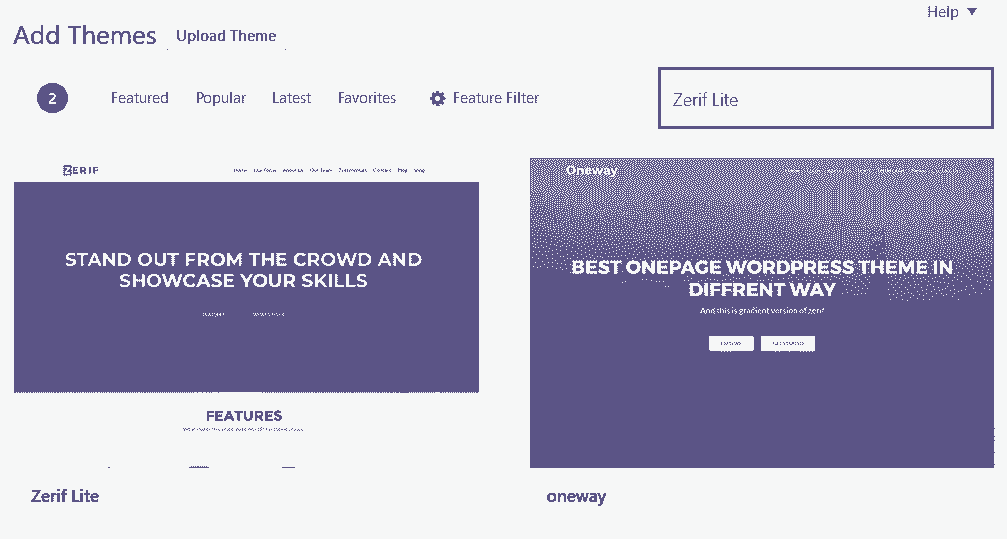 Help
Add Themes Upload Theme
2 Featured Popular Latest Favorites Feature Filter
Zerif Lite
ZERIF
STAND OUT FROM THE CROWD AND
SHOWCASE YOUR SKILLS
FEATURES
Zerif Lite
Oneway
BEST ONEPAGE WORDPRESS THEME IN
DIFFRENT WAY
And this is gradient version of zerif
oneway